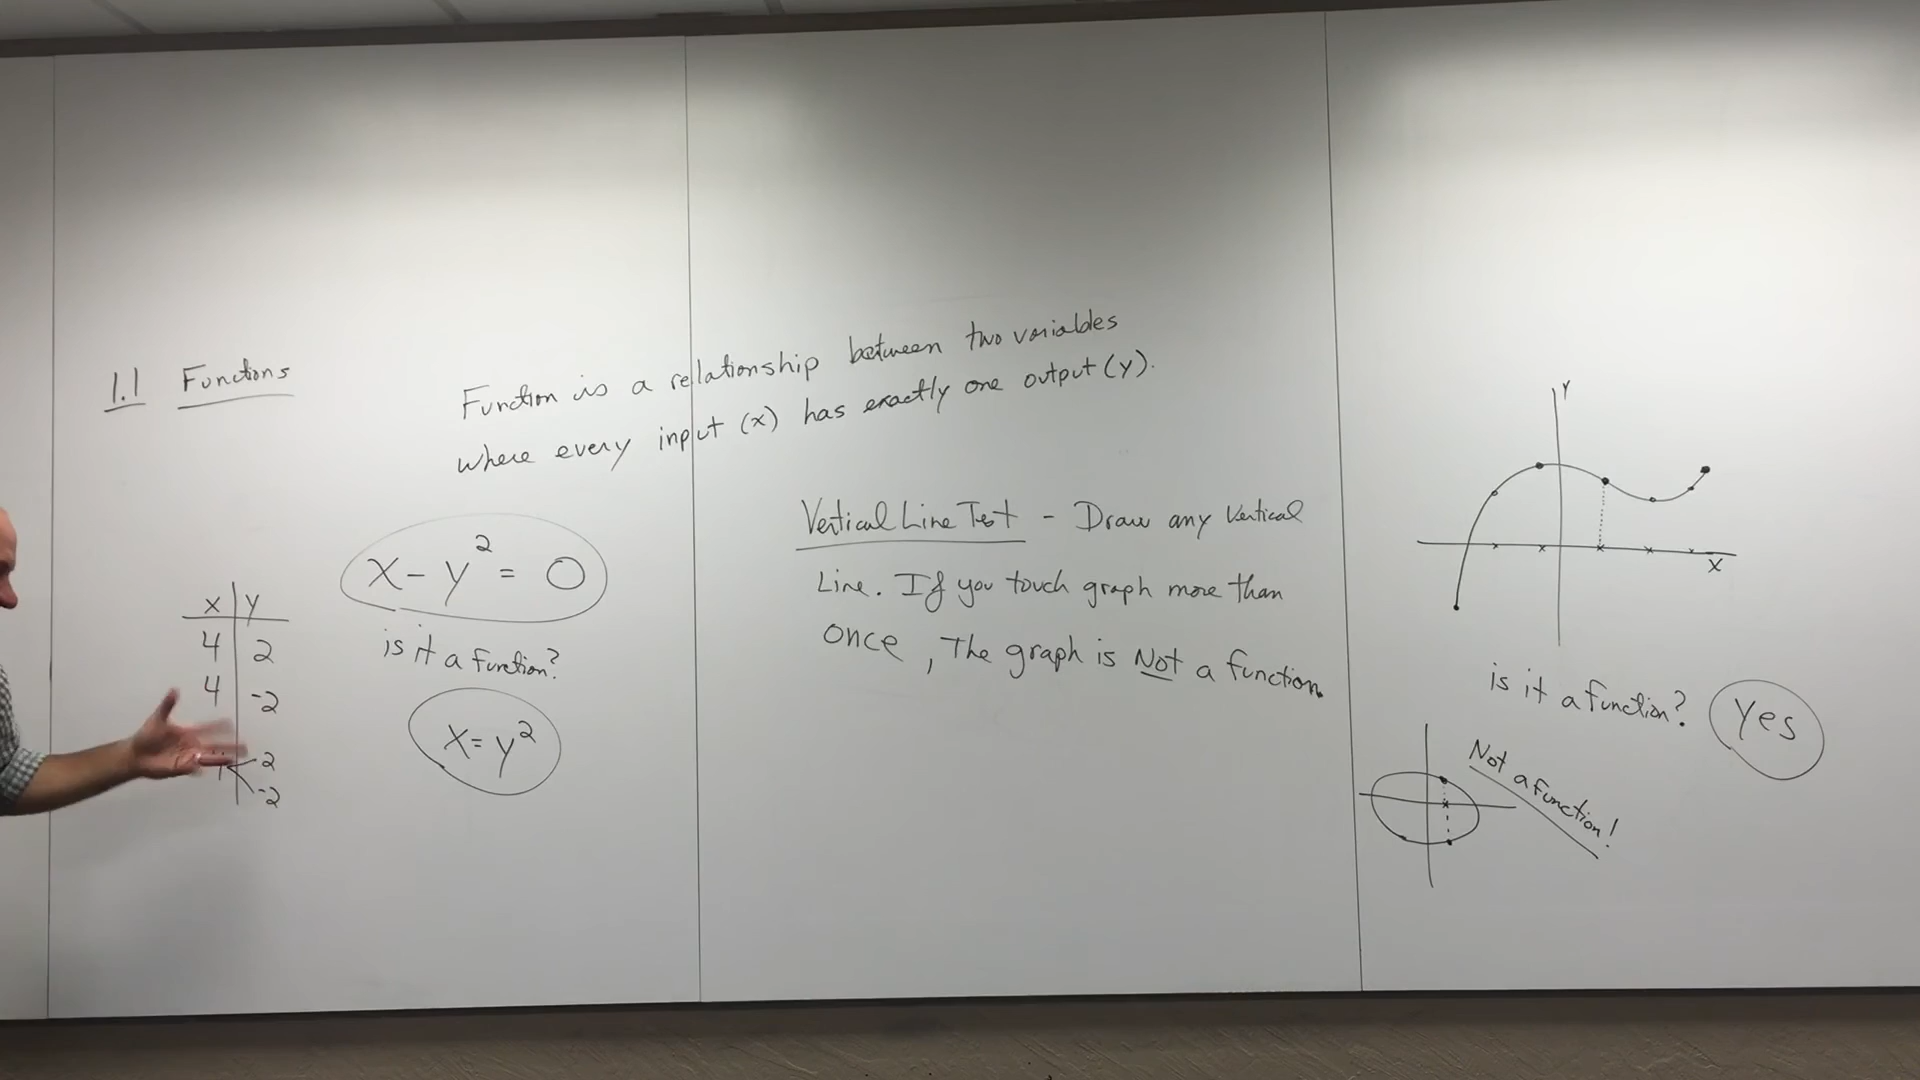 1.1 Functions
Function is a relationship between two variables
where every input (x) has exactly one output (y).
x - y² = 0
is it a function?
x = y²
x y
4 2
4 -2
4 2
-2
Vertical Line Test - Draw any vertical
Line. If you touch graph more than
once, The graph is Not a function.
Y
X
is it a function? Yes
Not a function!